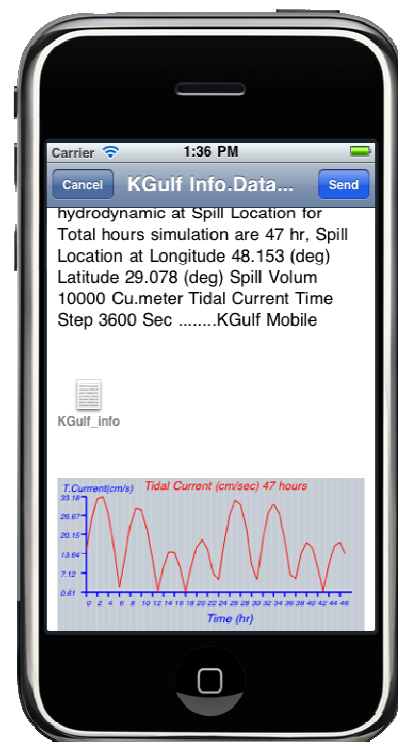 Carrier 1:36 PM
Cancel KGulf Info.Data... Send
hydrodynamic at Spill Location for
Total hours simulation are 47 hr, Spill
Location at Longitude 48.153 (deg)
Latitude 29.078 (deg) Spill Volum
10000 Cu.meter Tidal Current Time
Step 3600 Sec ........KGulf Mobile
KGulf_info
T.Current(cm/s) Tidal Current (cm/sec) 47 hours
33.18
26.67
20.15
13.64
7.12
0.61
0 2 4 6 8 10 12 14 16 18 20 22 24 26 28 30 32 34 36 38 40 42 44 46
Time (hr)